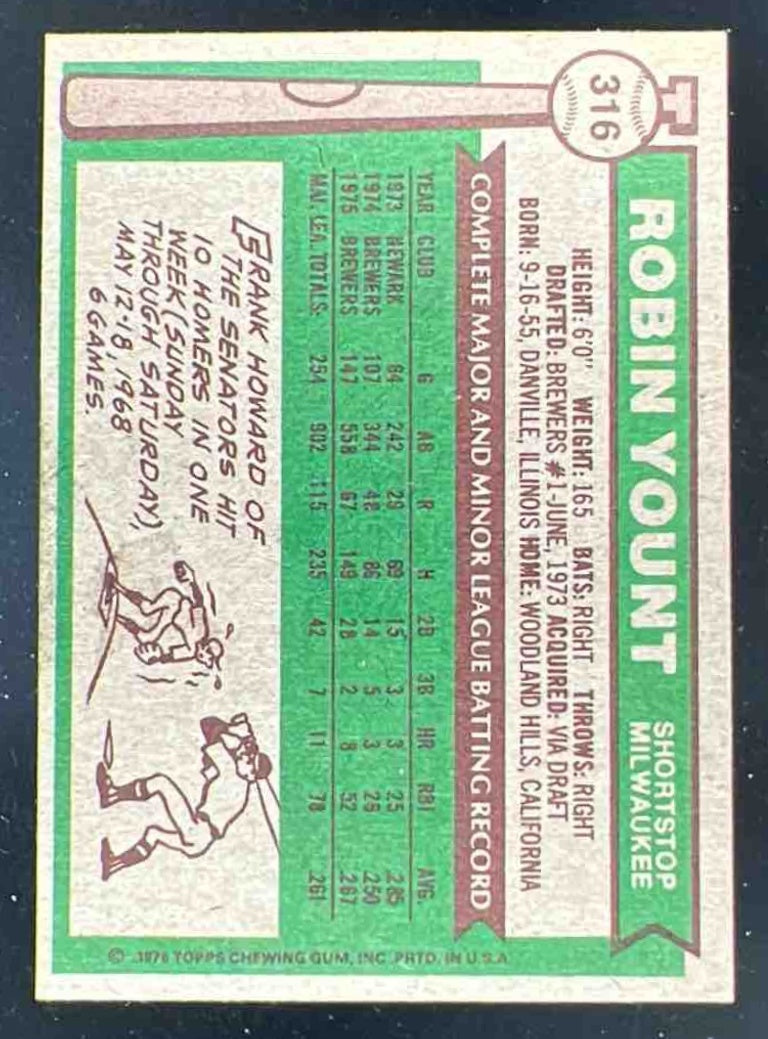 316
ROBIN YOUNT
SHORTSTOP
MILWAUKEE
HEIGHT: 6'0" WEIGHT: 165 BATS: RIGHT THROWS: RIGHT
DRAFTED: BREWERS #1-JUNE, 1973 ACQUIRED: VIA DRAFT
BORN: 9-16-55, DANVILLE, ILLINOIS HOME: WOODLAND HILLS, CALIFORNIA
COMPLETE MAJOR AND MINOR LEAGUE BATTING RECORD
YEAR CLUB G AB R H 2B 3B HR RBI AVG.
1973 NEWARK 64 242 29 69 15 3 3 25 .285
1974 BREWERS 107 344 48 86 14 5 3 26 .250
1975 BREWERS 147 558 67 149 28 2 8 52 .267
MAJ. LEA. TOTALS: 254 902 115 235 42 7 11 78 .261
FRANK HOWARD OF
THE SENATORS HIT
10 HOMERS IN ONE
WEEK (SUNDAY
THROUGH SATURDAY),
MAY 12-18, 1968
6 GAMES.
© 1976 TOPPS CHEWING GUM, INC. PRTD. IN U.S.A